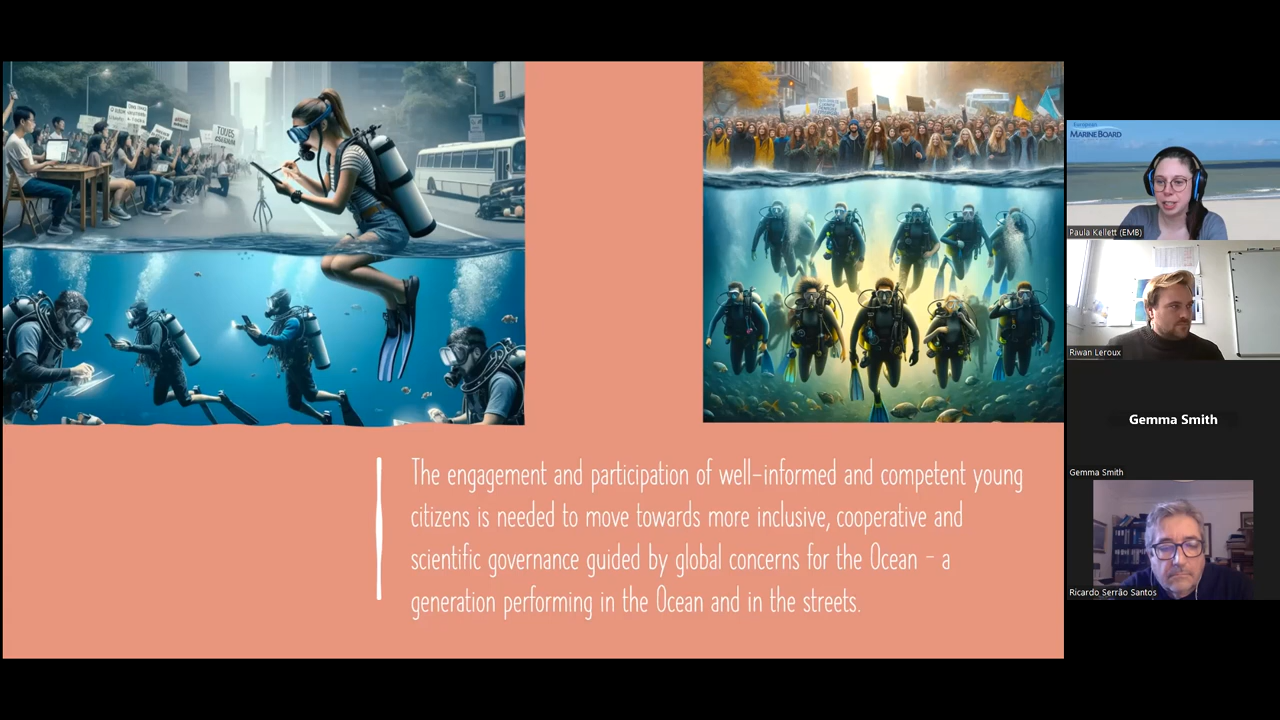 European
MARINE BOARD
Paula Kellett (EMB)
Riwan Leroux
Gemma Smith
Gemma Smith
Ricardo Serrão Santos
The engagement and participation of well-informed and competent young
citizens is needed to move towards more inclusive, cooperative and
scientific governance guided by global concerns for the Ocean - a
generation performing in the Ocean and in the streets.